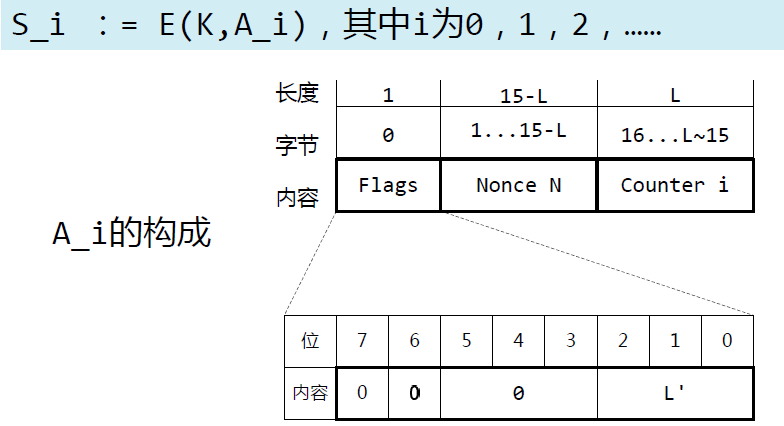 S_i := E(K,A_i),其中i为0,1,2,……
长度 1 15-L L
字节 0 1...15-L 16...L~15
内容 Flags Nonce N Counter i
A_i的构成
位 7 6 5 4 3 2 1 0
内容 0 0 0 L'